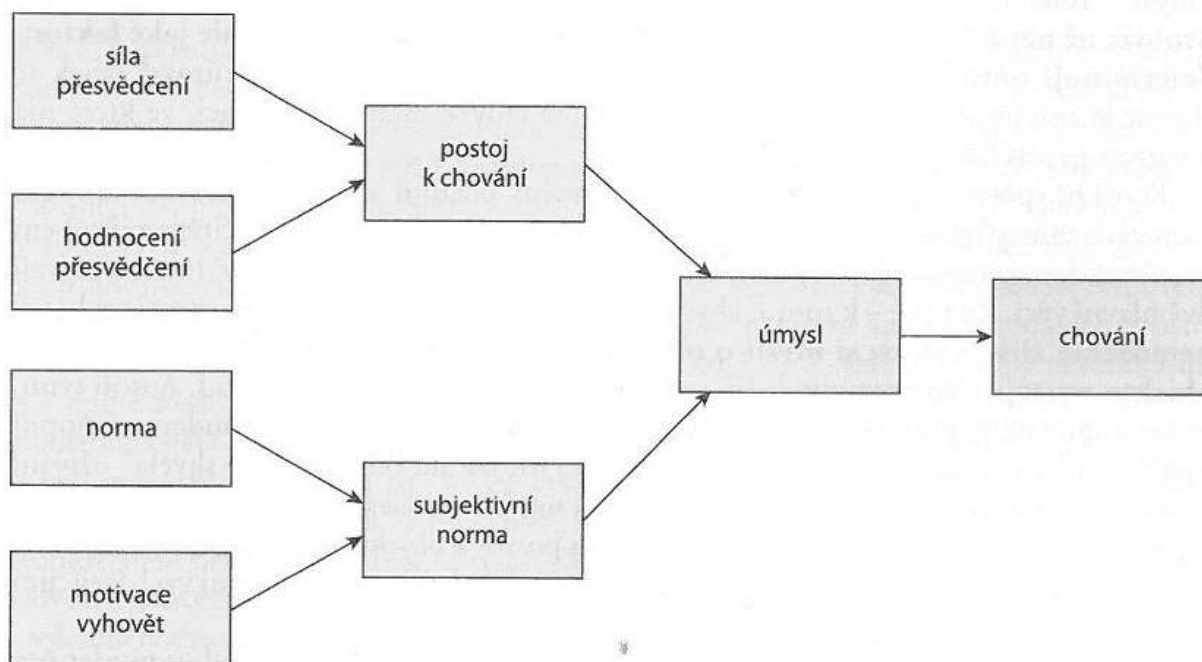 síla
přesvědčení
hodnocení
přesvědčení
postoj
k chování
norma
motivace
vyhovět
subjektivní
norma
úmysl
chování